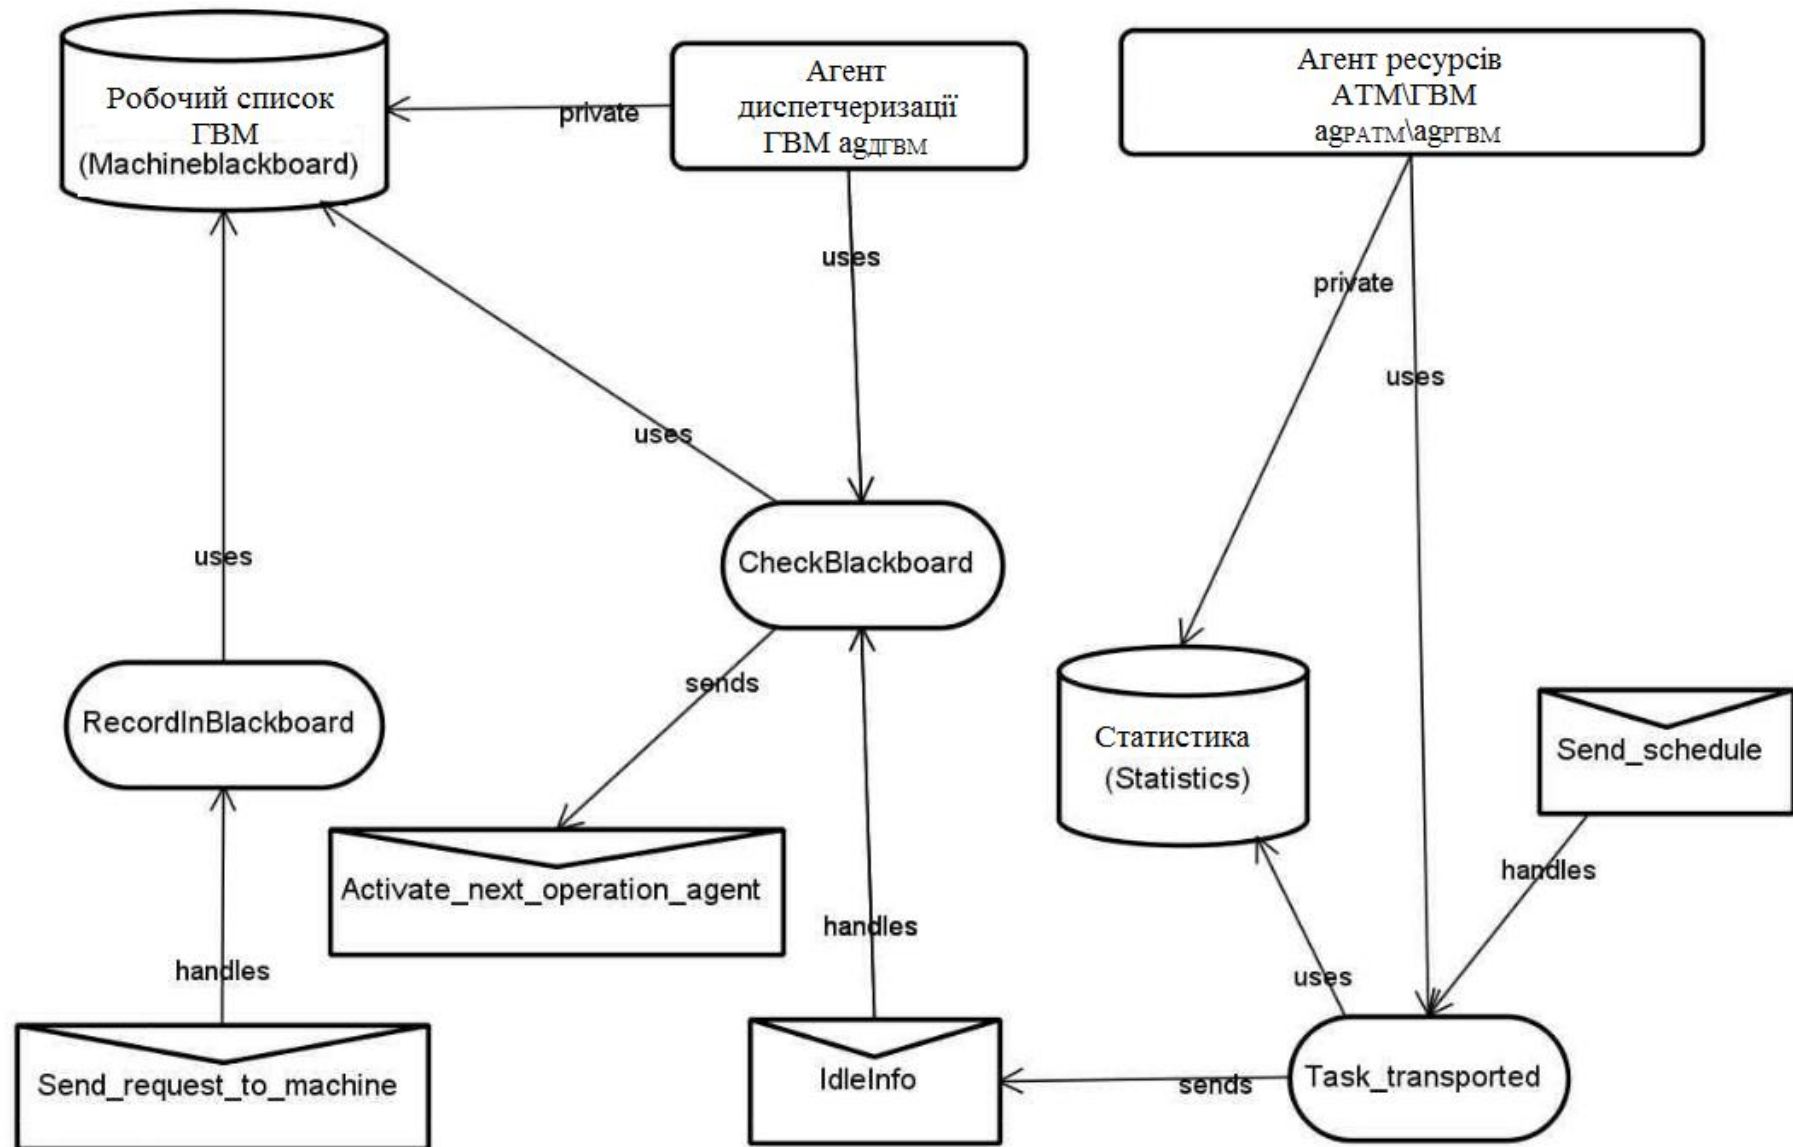 Робочий список
ГВМ
(Machineblackboard)
private
Агент
диспетчеризації
ГВМ agДГВМ
Агент ресурсів
АТМ\ГВМ
agРАТМ\agРГВМ
uses
private
uses
uses
uses
CheckBlackboard
sends
RecordInBlackboard
Статистика
(Statistics)
Send_schedule
Activate_next_operation_agent
handles
handles
handles
uses
Send_request_to_machine
IdleInfo
sends
Task_transported